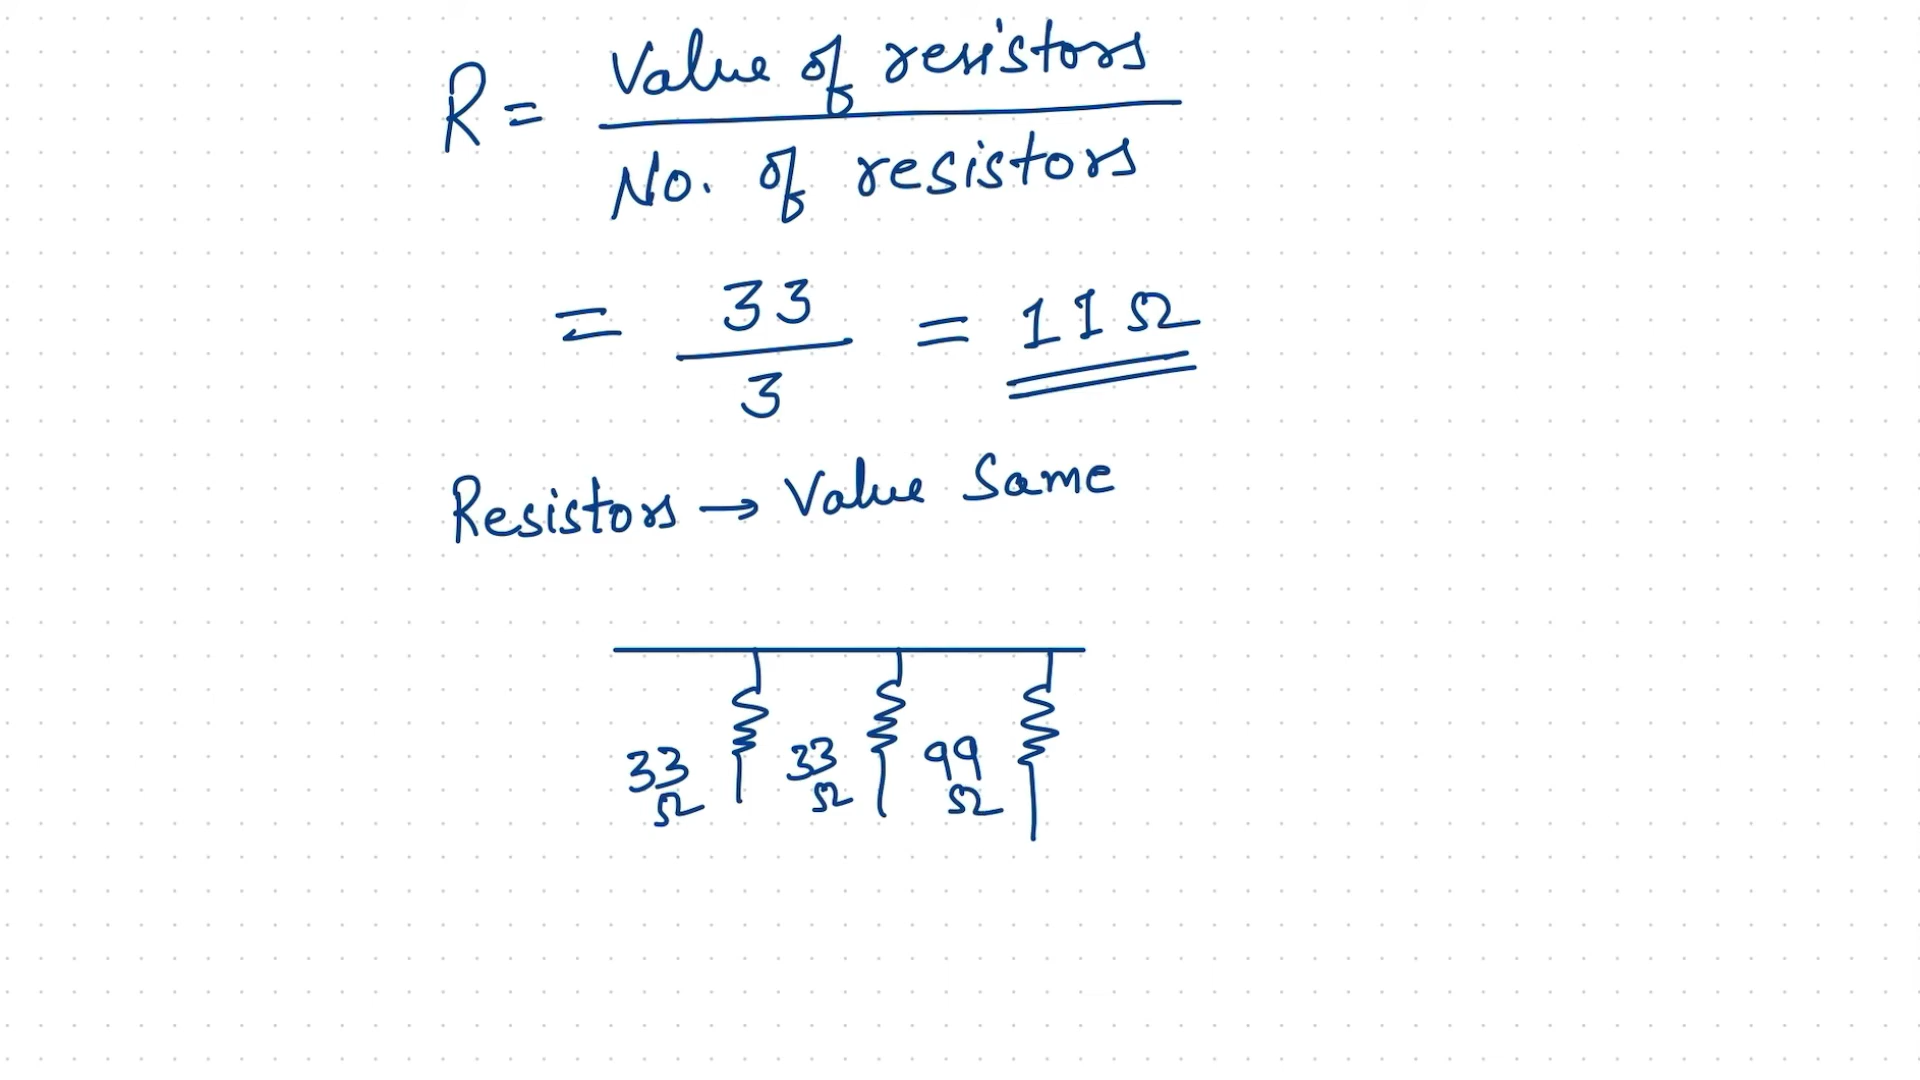 R = Value of resistors
No. of resistors
= 33
3
= 11 Ω
Resistors → Value Same
33 Ω 33 Ω 99 Ω